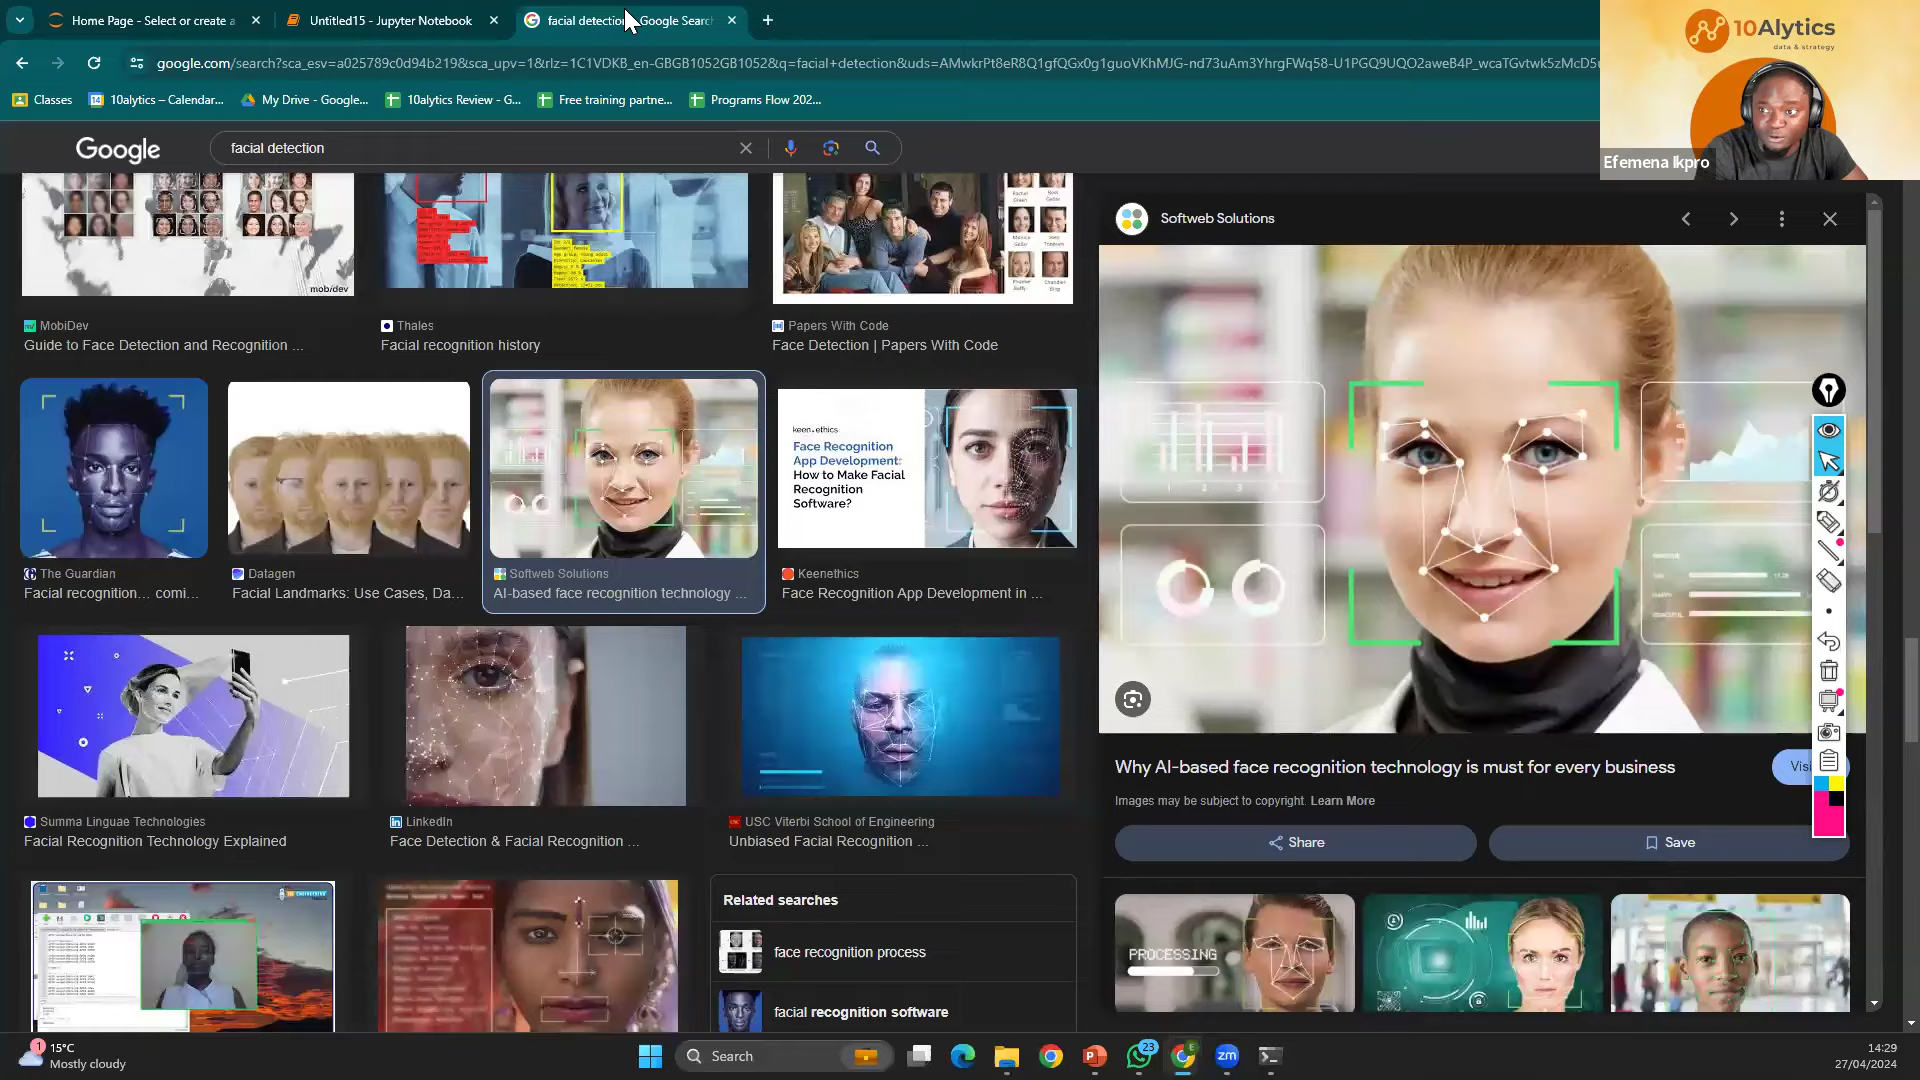 Home Page - Select or create a
Untitled15 - Jupyter Notebook
facial detection - Google Search
google.com/search?sca_esv=a025789c0d94b219&sca_upv=1&rlz=1C1VDKB_en-GBGB1052GB1052&q=facial+detection&uds=
Classes
10alytics – Calendar...
My Drive - Google...
10alytics Review - G...
Free training partne...
Programs Flow 202...
10Alytics
data & strategy
Efemena Ikpro
Google
facial detection
mob/dev
MobiDev
Guide to Face Detection and Recognition ...
Thales
Facial recognition history
Papers With Code
Face Detection | Papers With Code
Softweb Solutions
keen.ethics
Face Recognition
App Development:
How to Make Facial
Recognition
Software?
The Guardian
Facial recognition... comi...
Datagen
Facial Landmarks: Use Cases, Da...
Softweb Solutions
AI-based face recognition technology ...
Keenethics
Face Recognition App Development in ...
Summa Linguae Technologies
Facial Recognition Technology Explained
LinkedIn
Face Detection & Facial Recognition ...
USC Viterbi School of Engineering
Unbiased Facial Recognition ...
Why AI-based face recognition technology is must for every business
Images may be subject to copyright. Learn More
Share
Save
PROCESSING
Related searches
face recognition process
facial recognition software
1
15°C
Mostly cloudy
Search
23
zm
14:29
27/04/2024